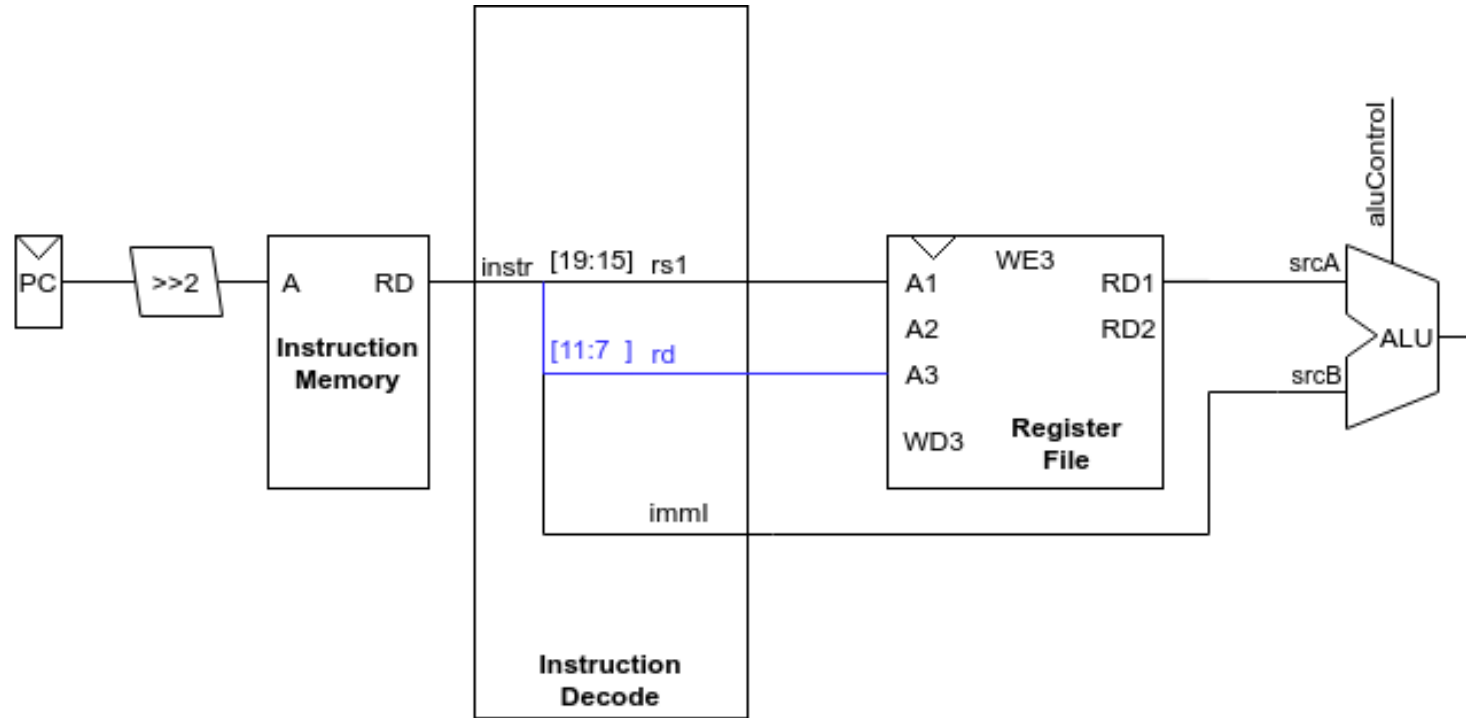 aluControl
PC
>>2
A
RD
Instruction
Memory
instr
[19:15]
rs1
[11:7 ]
rd
immI
Instruction
Decode
WE3
A1
A2
A3
WD3
RD1
RD2
Register
File
srcA
srcB
ALU